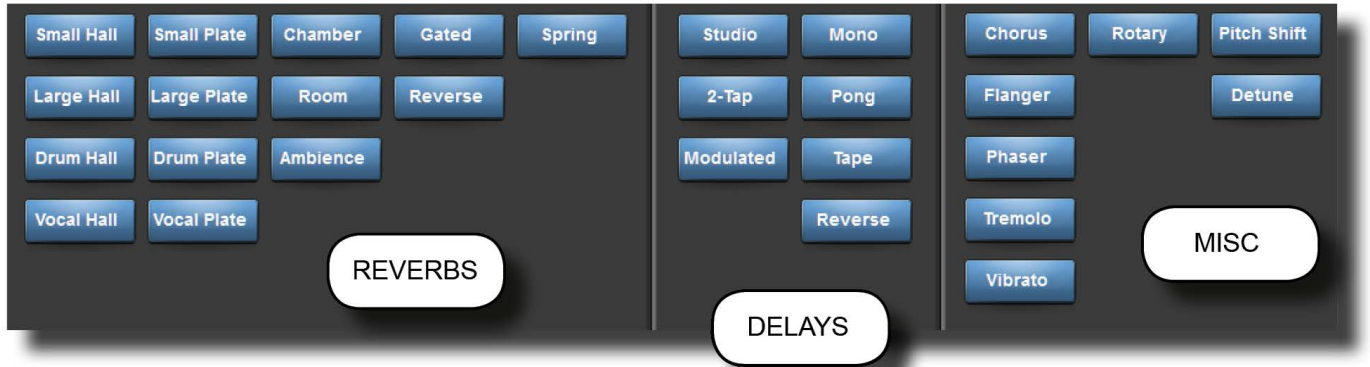 Small Hall Small Plate Chamber Gated Spring Studio Mono Chorus Rotary Pitch Shift
Large Hall Large Plate Room Reverse 2-Tap Pong Flanger Detune
Drum Hall Drum Plate Ambience Modulated Tape Phaser
Vocal Hall Vocal Plate Reverse Tremolo
MISC
REVERBS
Vibrato
DELAYS